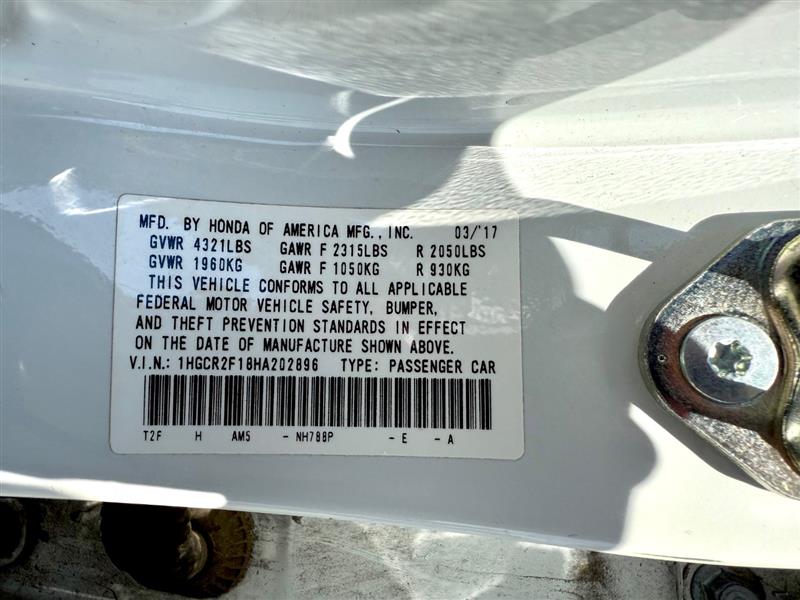 MFD. BY HONDA OF AMERICA MFG., INC. 03/'17
GVWR 4321LBS GAWR F 2315LBS R 2050LBS
GVWR 1960KG GAWR F 1050KG R 930KG
THIS VEHICLE CONFORMS TO ALL APPLICABLE
FEDERAL MOTOR VEHICLE SAFETY, BUMPER,
AND THEFT PREVENTION STANDARDS IN EFFECT
ON THE DATE OF MANUFACTURE SHOWN ABOVE.
V.I.N.: 1HGCR2F18HA202896 TYPE: PASSENGER CAR
T2F H AM5 - NH788P - E - A